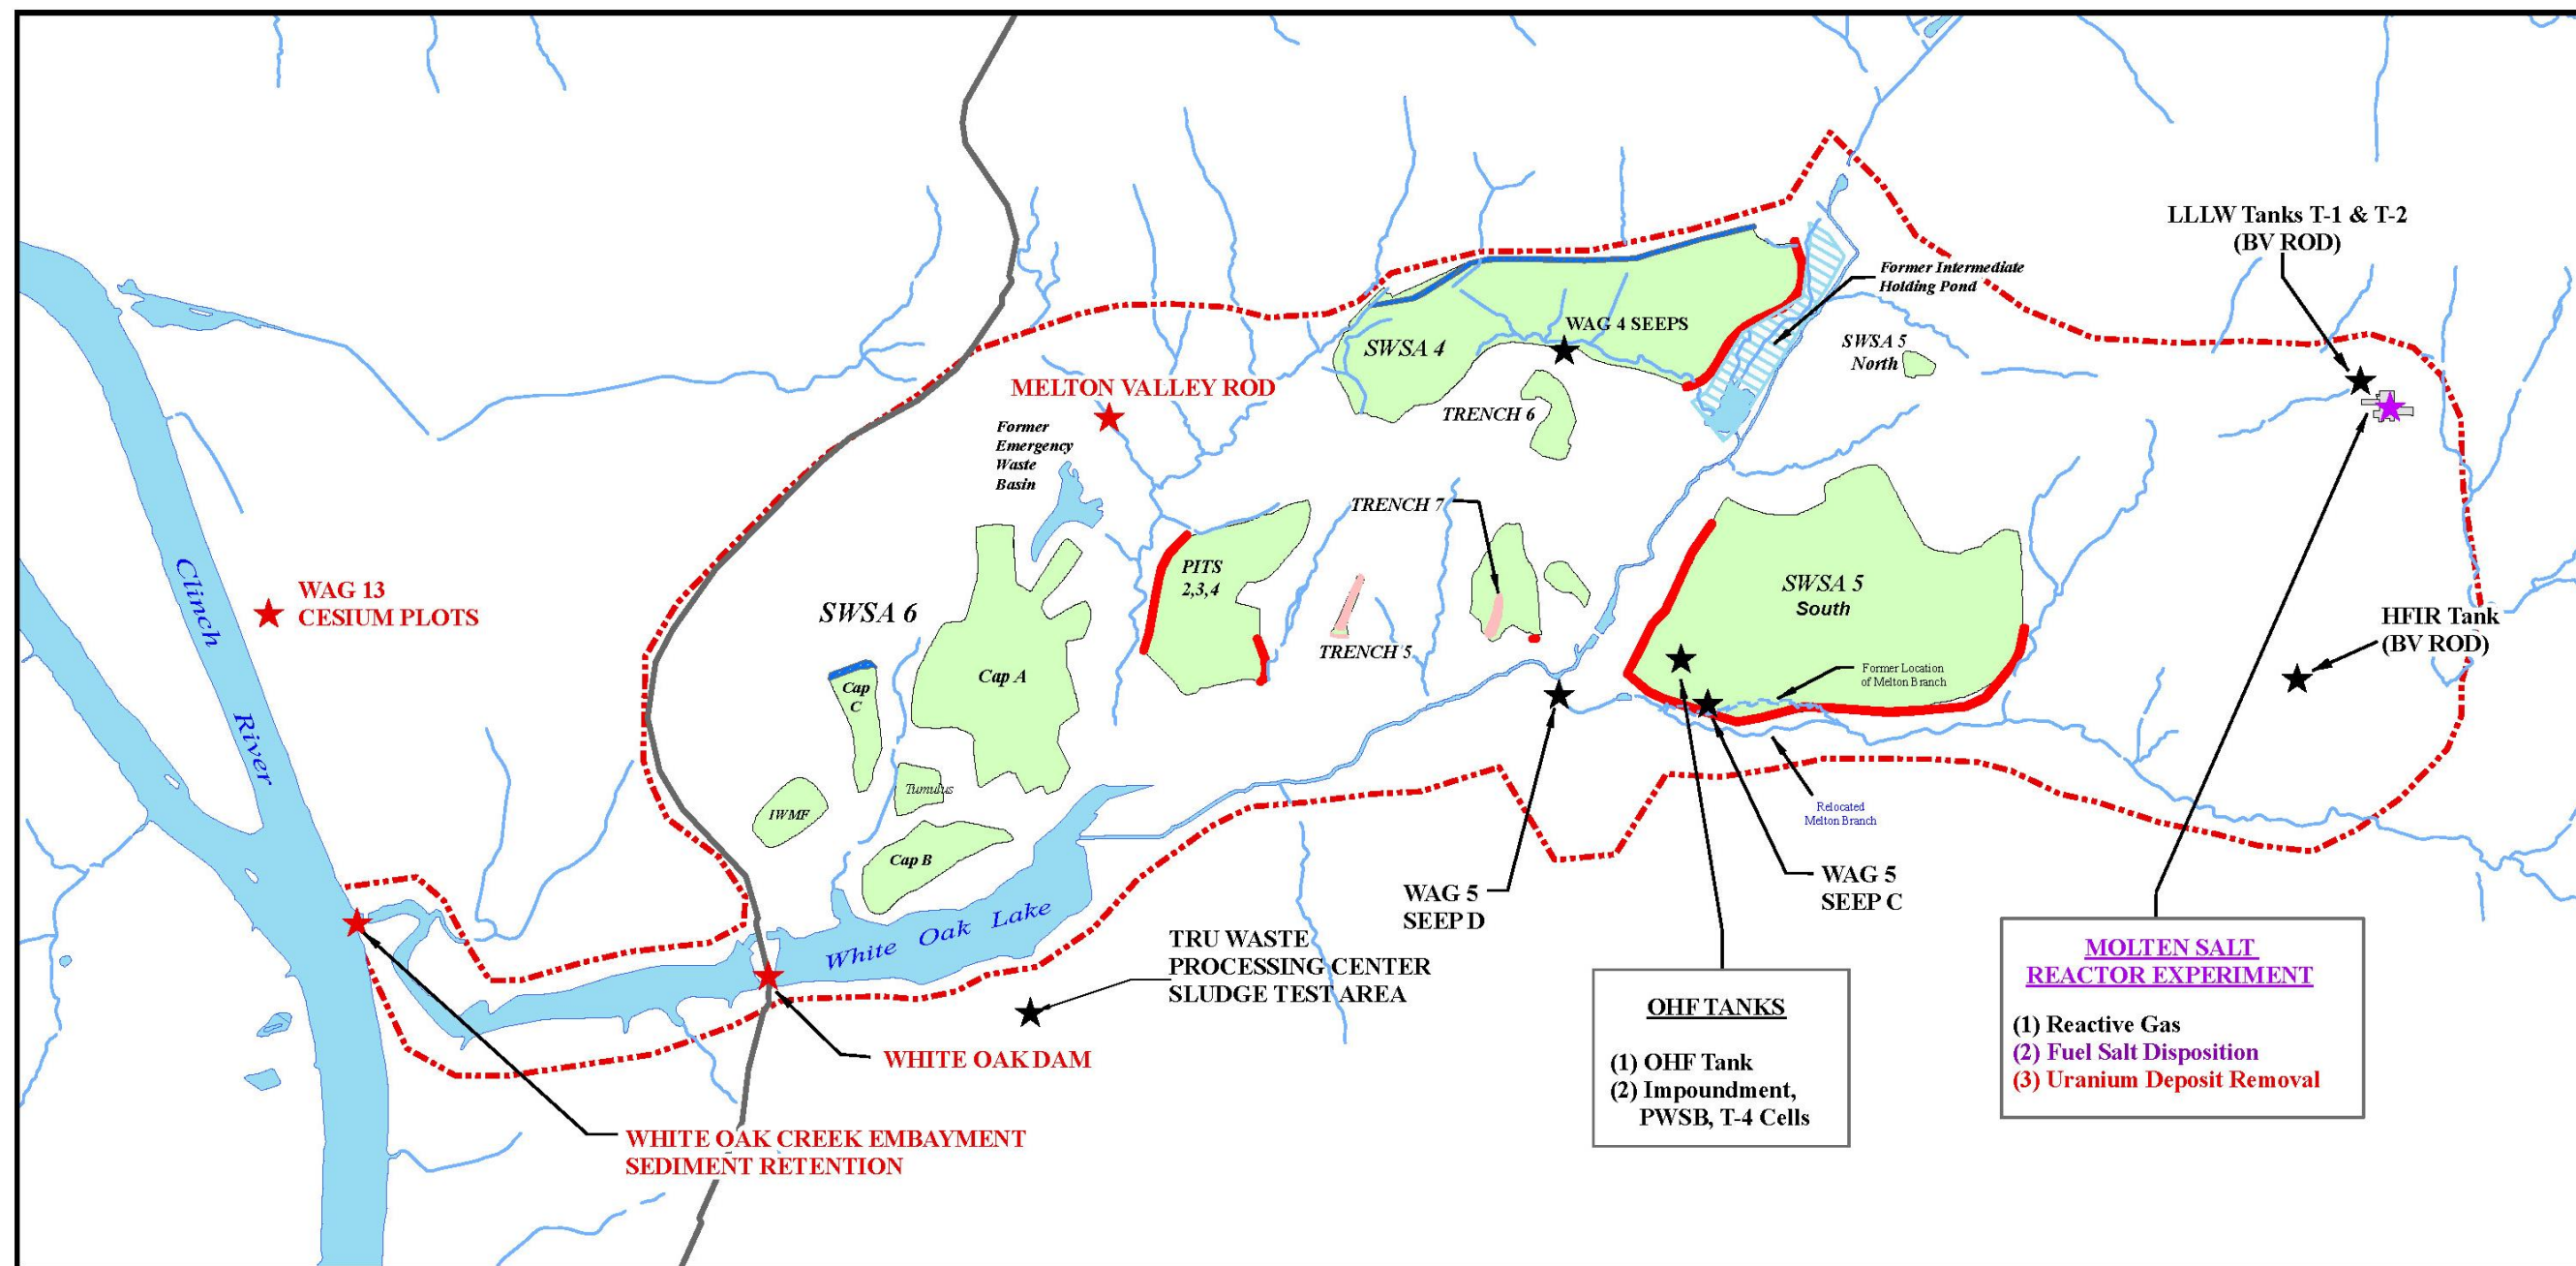 LLLW Tanks T-1 & T-2
(BV ROD)
Former Intermediate
Holding Pond
WAG 4 SEEPS
SWSA 4
SWSA 5
North
MELTON VALLEY ROD
TRENCH 6
Former
Emergency
Waste
Basin
TRENCH 7
PITS
2,3,4
SWSA 5
South
Clinch
River
WAG 13
CESIUM PLOTS
SWSA 6
HFIR Tank
(BV ROD)
TRENCH 5
Cap A
Cap
C
Former Location
of Melton Branch
Tumulus
IWMF
Relocated
Melton Branch
Cap B
WAG 5
SEEP D
WAG 5
SEEP C
White Oak Lake
TRU WASTE
PROCESSING CENTER
SLUDGE TEST AREA
WHITE OAK DAM
WHITE OAK CREEK EMBAYMENT
SEDIMENT RETENTION
OHF TANKS
(1) OHF Tank
(2) Impoundment,
PWSB, T-4 Cells
MOLTEN SALT
REACTOR EXPERIMENT
(1) Reactive Gas
(2) Fuel Salt Disposition
(3) Uranium Deposit Removal